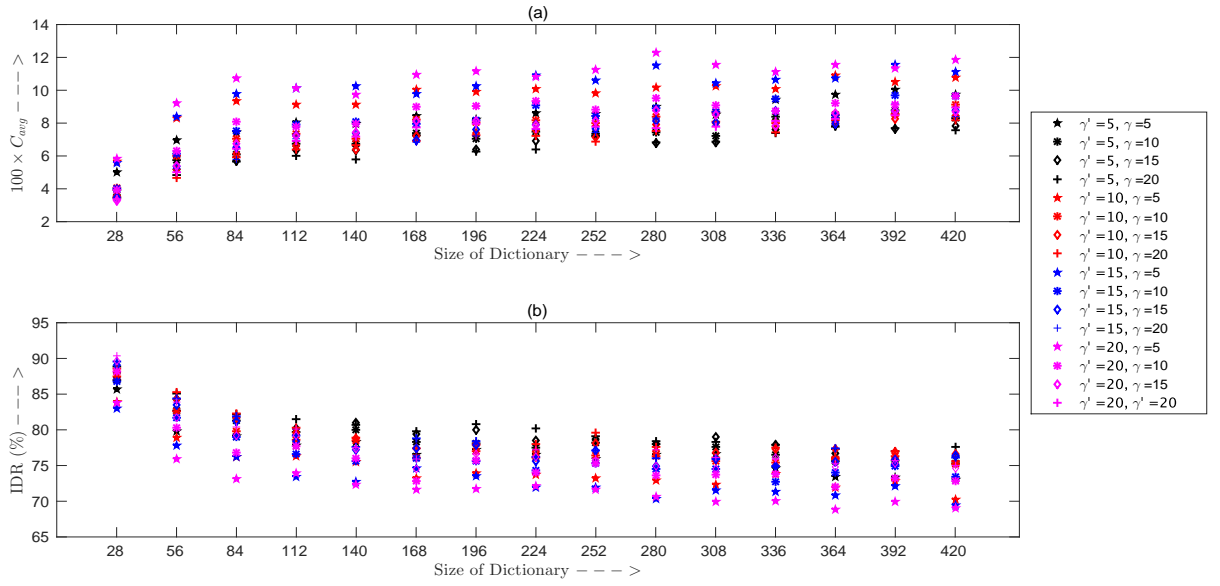 (a)
14
12
10
8
6
4
2
100 × C_avg - - - >
28 56 84 112 140 168 196 224 252 280 308 336 364 392 420
Size of Dictionary - - - >
(b)
95
90
85
80
75
70
65
IDR (%) - - - >
28 56 84 112 140 168 196 224 252 280 308 336 364 392 420
Size of Dictionary - - - >
γ' =5, γ=5
γ' =5, γ=10
γ' =5, γ=15
γ' =5, γ=20
γ' =10, γ=5
γ' =10, γ=10
γ' =10, γ=15
γ' =10, γ=20
γ' =15, γ=5
γ' =15, γ=10
γ' =15, γ=15
γ' =15, γ=20
γ' =20, γ=5
γ' =20, γ=10
γ' =20, γ=15
γ' =20, γ' =20